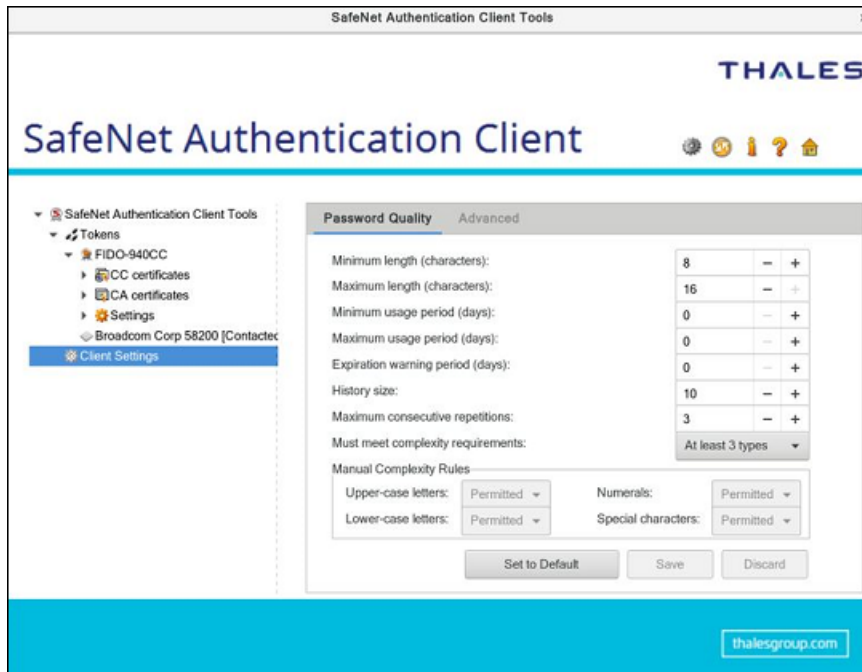 SafeNet Authentication Client Tools
THALES
SafeNet Authentication Client
SafeNet Authentication Client Tools
Tokens
FIDO-940CC
CC certificates
CA certificates
Settings
Broadcom Corp 58200 [Contacted
Client Settings
Password Quality Advanced
Minimum length (characters): 8
Maximum length (characters): 16
Minimum usage period (days): 0
Maximum usage period (days): 0
Expiration warning period (days): 0
History size: 10
Maximum consecutive repetitions: 3
Must meet complexity requirements: At least 3 types
Manual Complexity Rules
Upper-case letters: Permitted Numerals: Permitted
Lower-case letters: Permitted Special characters: Permitted
Set to Default Save Discard
thalesgroup.com